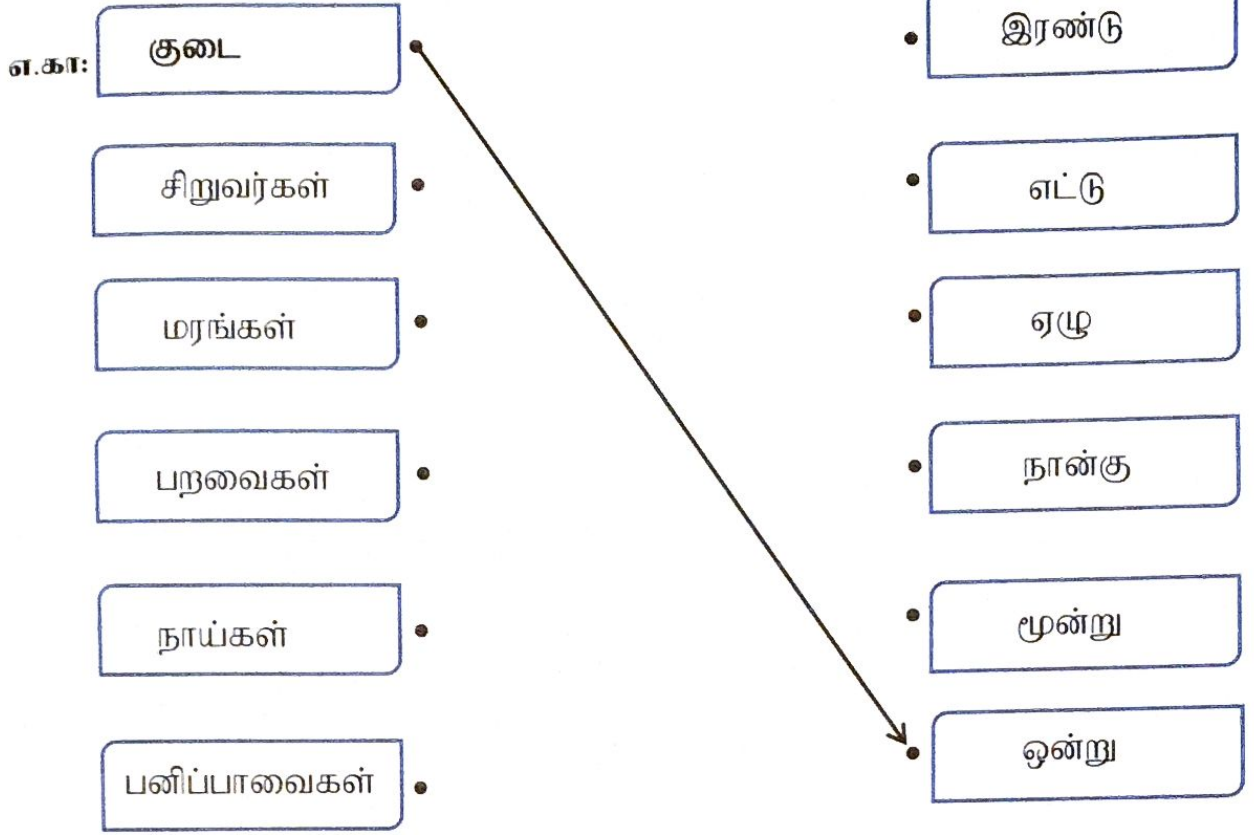 எ.கா: குடை
இரண்டு
சிறுவர்கள்
எட்டு
மரங்கள்
ஏழு
பறவைகள்
நான்கு
நாய்கள்
மூன்று
பனிப்பாவைகள்
ஒன்று